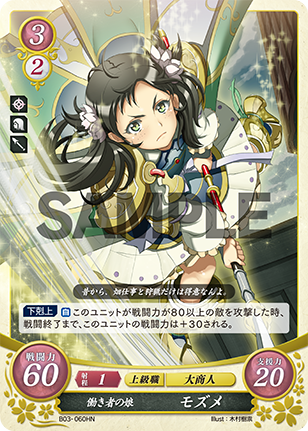 3
2
SAMPLE
昔から、畑仕事と狩猟だけは得意なんよ。
下剋上 自 このユニットが戦闘力が80以上の敵を攻撃した時、
戦闘終了まで、このユニットの戦闘力は+30される。
戦闘力
60
射程 1 上級職 大商人
支援力
20
働き者の娘 モズメ
B03-060HN
Illust:木村樹崇